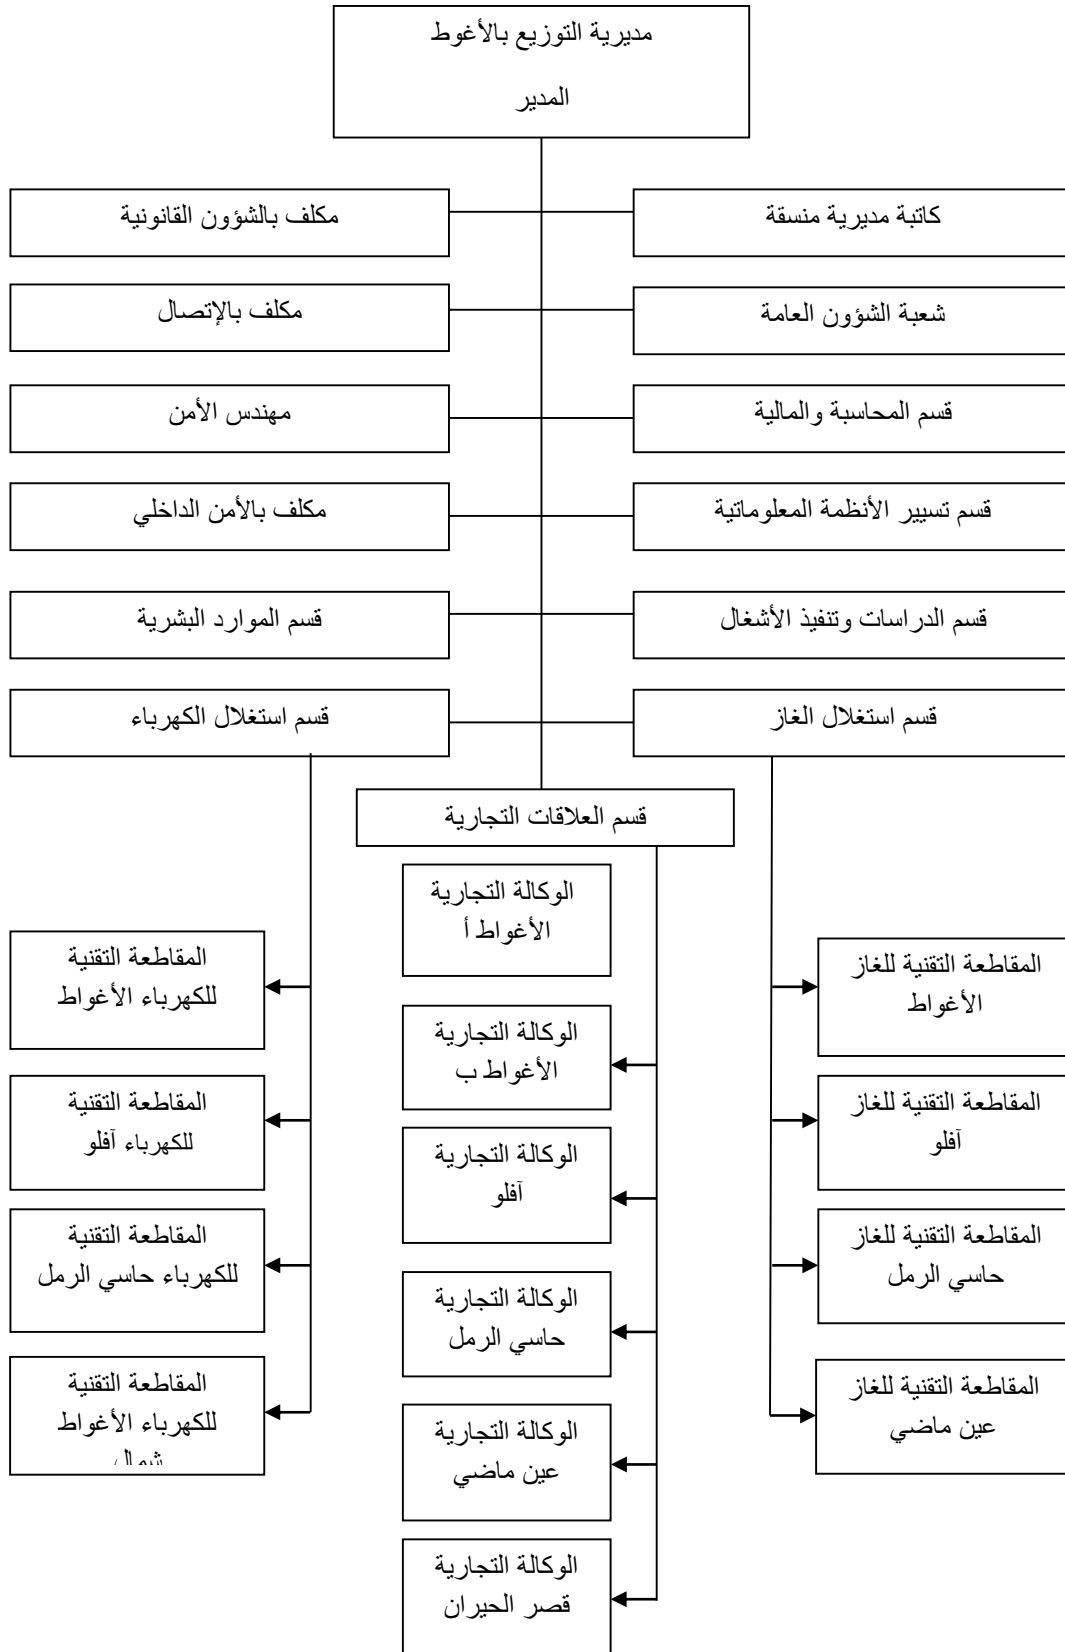 مديرية التوزيع بالأغوط
المدير
كاتبة مديرية منسقة
مكلف بالشؤون القانونية
شعبة الشؤون العامة
مكلف بالإتصال
قسم المحاسبة والمالية
مهندس الأمن
قسم تسيير الأنظمة المعلوماتية
مكلف بالأمن الداخلي
قسم الدراسات وتنفيذ الأشغال
قسم الموارد البشرية
قسم استغلال الغاز
قسم استغلال الكهرباء
قسم العلاقات التجارية
المقاطعة التقنية للغاز
الأغواط
المقاطعة التقنية للغاز
آفلو
المقاطعة التقنية للغاز
حاسي الرمل
المقاطعة التقنية للغاز
عين ماضي
الوكالة التجارية
الأغواط أ
الوكالة التجارية
الأغواط ب
الوكالة التجارية
آفلو
الوكالة التجارية
حاسي الرمل
الوكالة التجارية
عين ماضي
الوكالة التجارية
قصر الحيران
المقاطعة التقنية
للكهرباء الأغواط
المقاطعة التقنية
للكهرباء آفلو
المقاطعة التقنية
للكهرباء حاسي الرمل
المقاطعة التقنية
للكهرباء الأغواط
شمال